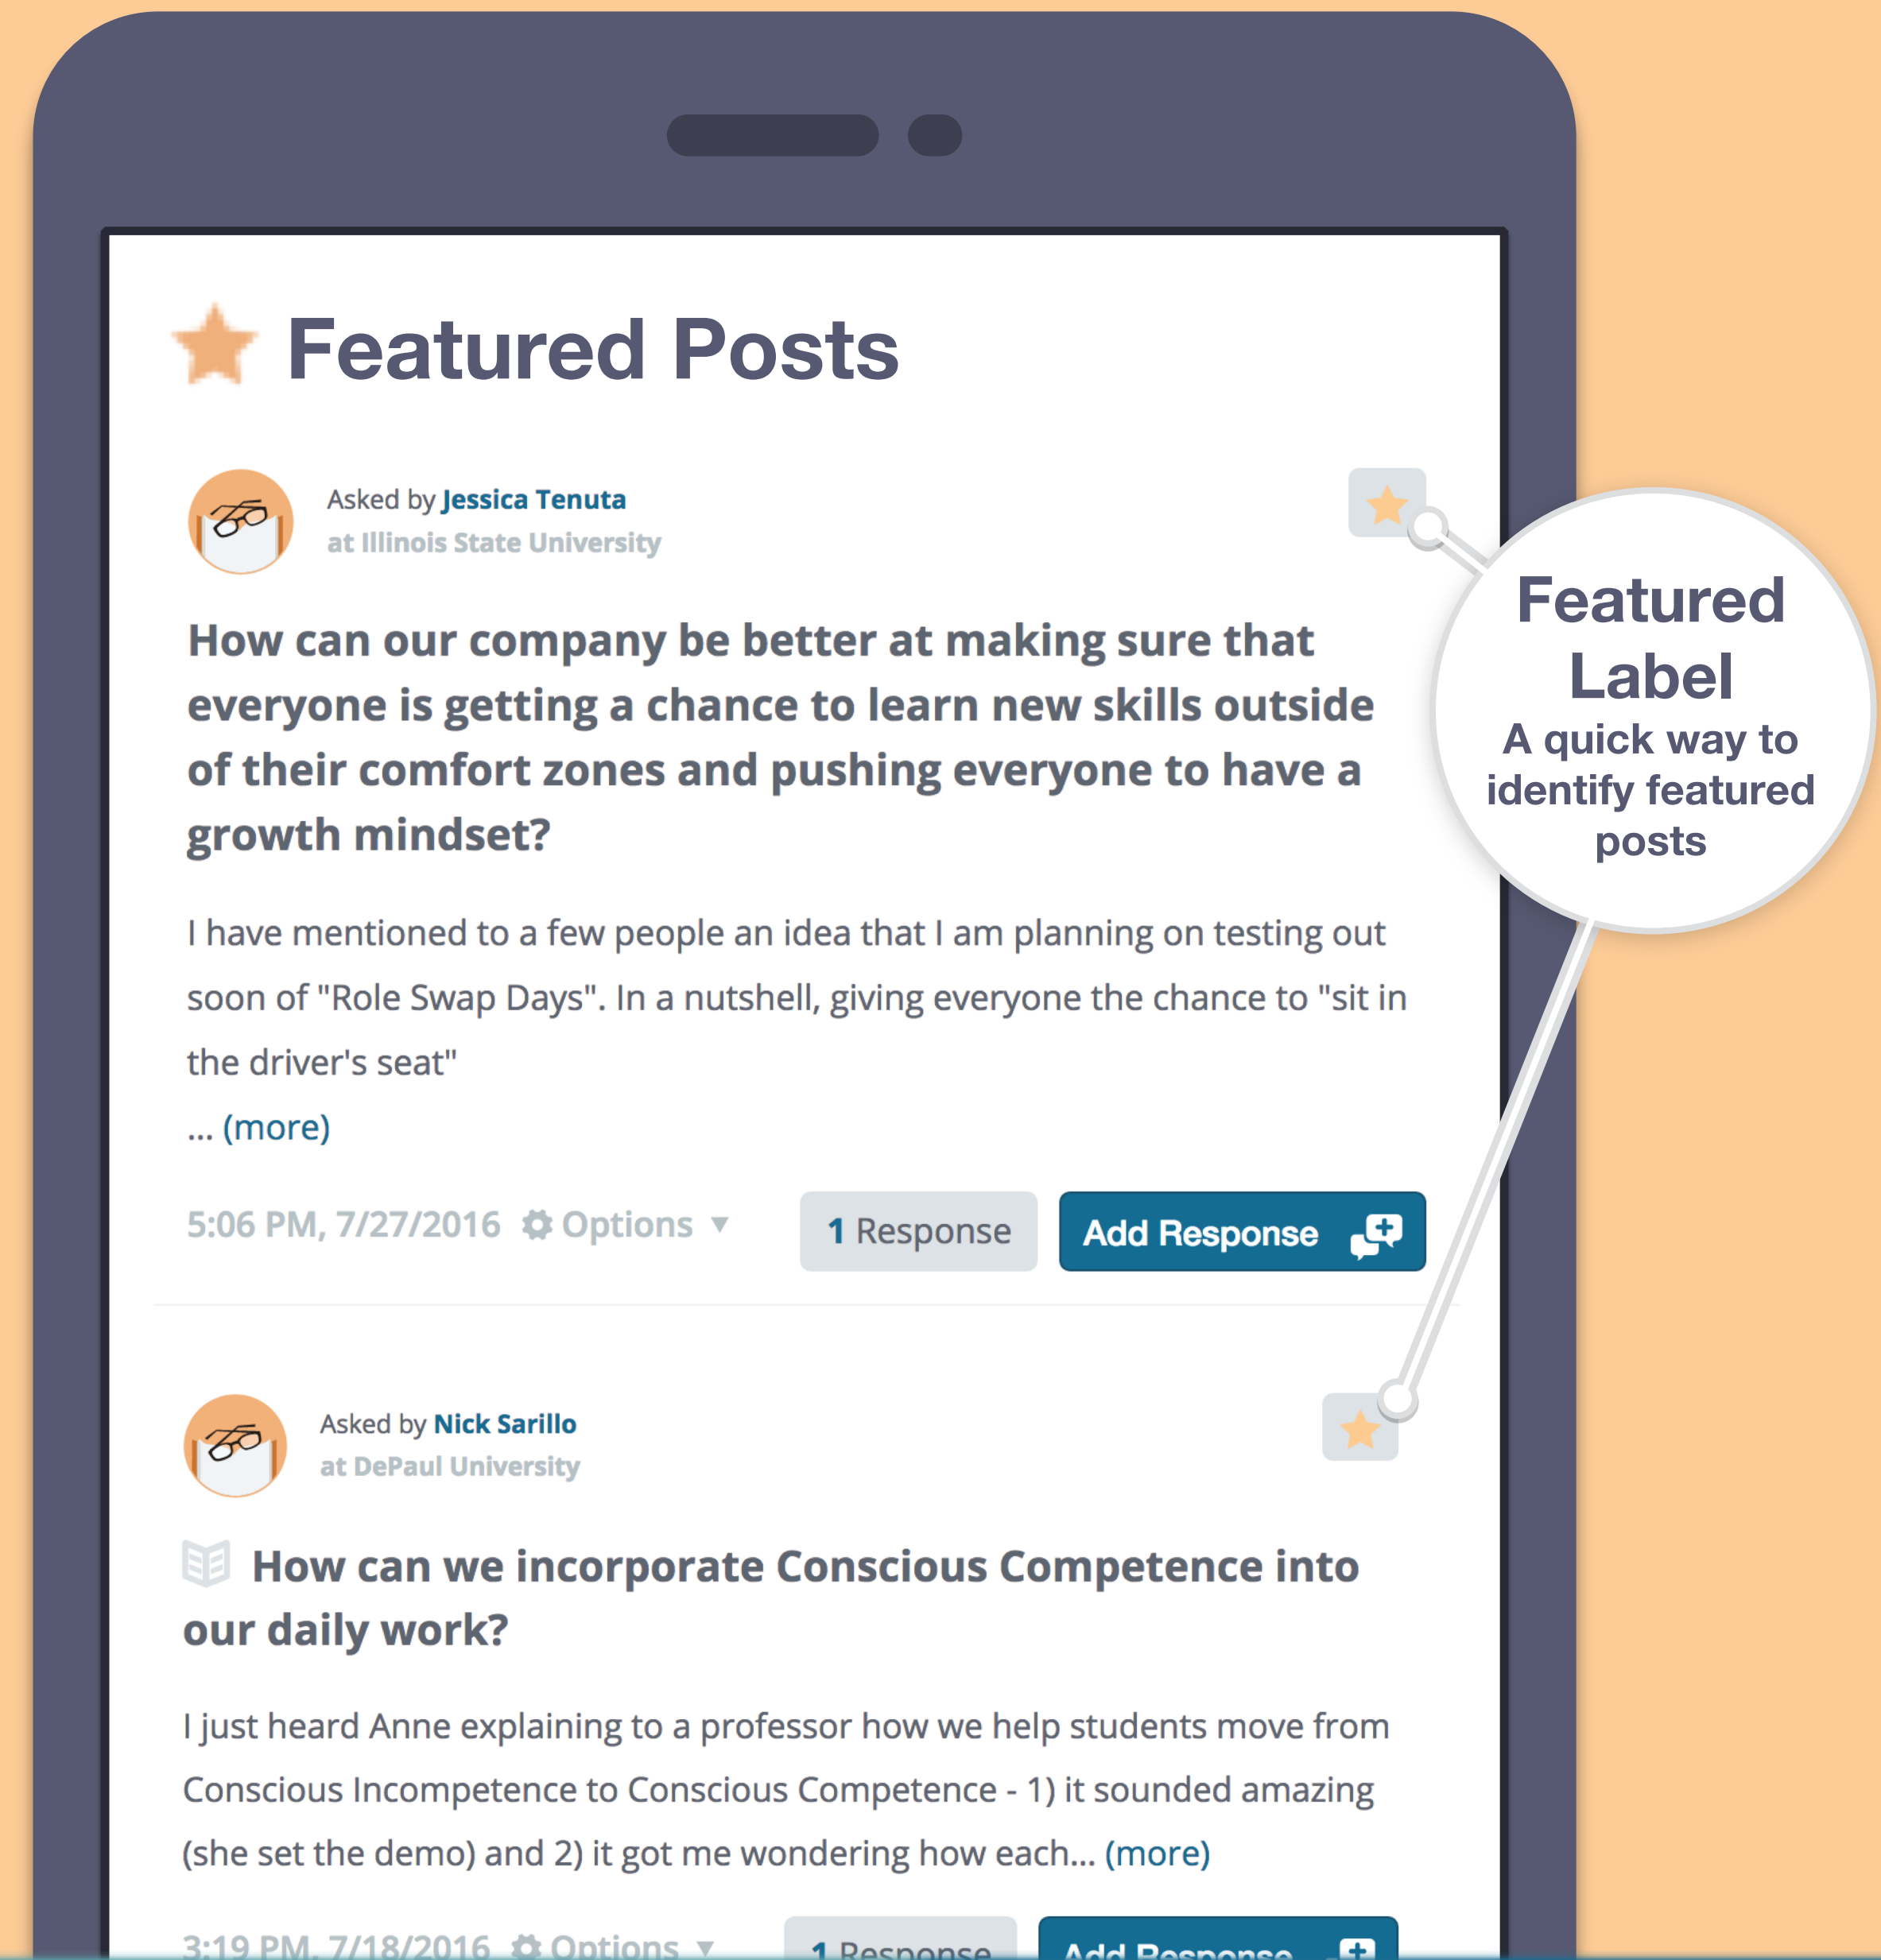 Featured Posts
Asked by Jessica Tenuta
at Illinois State University
How can our company be better at making sure that
everyone is getting a chance to learn new skills outside
of their comfort zones and pushing everyone to have a
growth mindset?
I have mentioned to a few people an idea that I am planning on testing out
soon of "Role Swap Days". In a nutshell, giving everyone the chance to "sit in
the driver's seat"
... (more)
5:06 PM, 7/27/2016 Options ▼
1 Response
Add Response
Featured
Label
A quick way to
identify featured
posts
Asked by Nick Sarillo
at DePaul University
How can we incorporate Conscious Competence into
our daily work?
I just heard Anne explaining to a professor how we help students move from
Conscious Incompetence to Conscious Competence - 1) it sounded amazing
(she set the demo) and 2) it got me wondering how each... (more)
3:19 PM, 7/18/2016 Options ▼
1 Response
Add Response